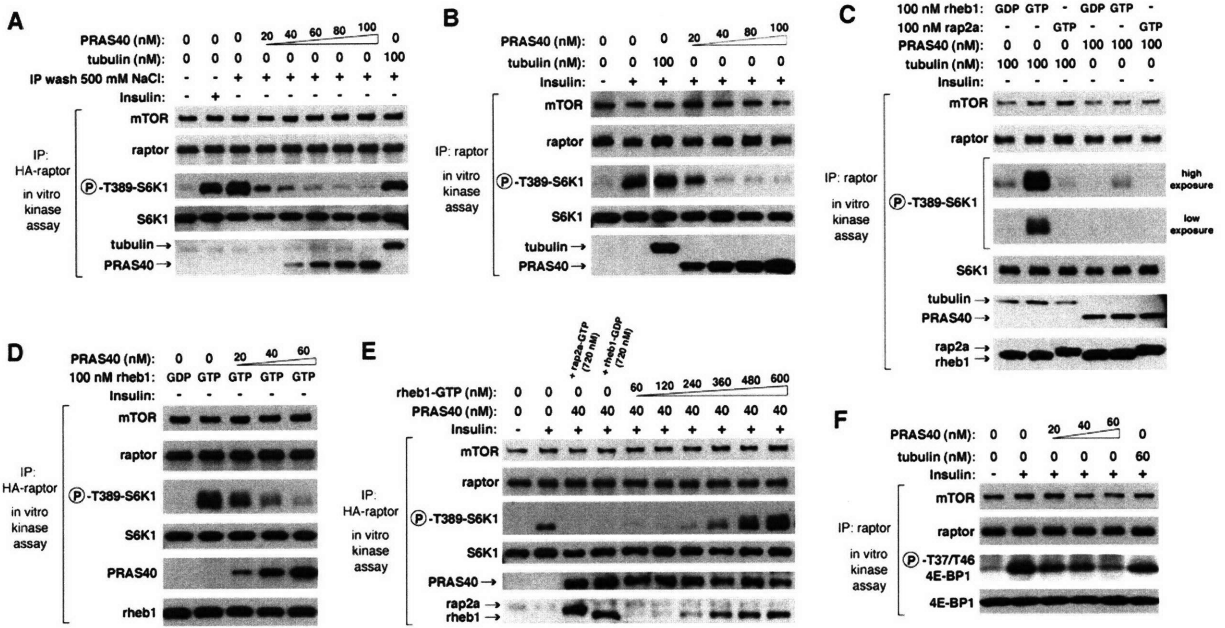 A
PRAS40 (nM): 0 0 0 20 40 60 80 100 0
tubulin (nM): 0 0 0 0 0 0 0 0 100
IP wash 500 mM NaCl: - - + + + + + + +
Insulin: - +
mTOR
raptor
IP:
HA-raptor
in vitro
kinase
assay
P-T389-S6K1
S6K1
tubulin →
PRAS40 →
B
PRAS40 (nM): 0 0 0 20 40 80 100
tubulin (nM): 0 0 100 0 0 0 0
Insulin: - + + + + + +
mTOR
raptor
IP: raptor
in vitro
kinase
assay
P-T389-S6K1
S6K1
tubulin →
PRAS40 →
C
100 nM rheb1: GDP GTP - GDP GTP -
100 nM rap2a: - - GTP - - GTP
PRAS40 (nM): 0 0 0 100 100 100
tubulin (nM): 100 100 100 0 0 0
Insulin: - - - - - -
mTOR
raptor
IP: raptor
in vitro
kinase
assay
P-T389-S6K1
high
exposure
low
exposure
S6K1
tubulin →
PRAS40 →
rap2a →
rheb1 →
D
PRAS40 (nM): 0 0 20 40 60
100 nM rheb1: GDP GTP GTP GTP GTP
Insulin: - - - - -
mTOR
raptor
IP:
HA-raptor
in vitro
kinase
assay
P-T389-S6K1
S6K1
PRAS40
rheb1
E
+ rap2a-GTP
(720 nM)
+ rheb1-GDP
(720 nM)
rheb1-GTP (nM): 0 0 0 0 60 120 240 360 480 600
PRAS40 (nM): 0 0 40 40 40 40 40 40 40 40
Insulin: - + + + + + + + + +
mTOR
raptor
IP:
HA-raptor
in vitro
kinase
assay
P-T389-S6K1
S6K1
PRAS40 →
rap2a →
rheb1 →
F
PRAS40 (nM): 0 0 20 40 60 0
tubulin (nM): 0 0 0 0 0 60
Insulin: - + + + + +
mTOR
raptor
IP: raptor
in vitro
kinase
assay
P-T37/T46
4E-BP1
4E-BP1